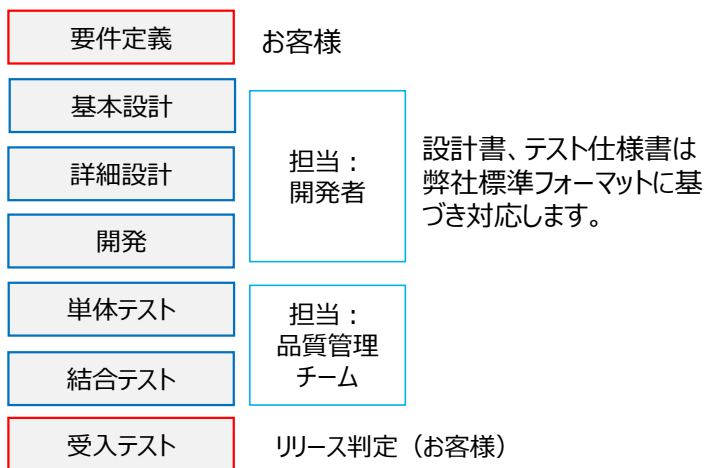 要件定義
お客様
基本設計
詳細設計
開発
担当：
開発者
設計書、テスト仕様書は
弊社標準フォーマットに基
づき対応します。
単体テスト
結合テスト
担当：
品質管理
チーム
受入テスト
リリース判定（お客様）